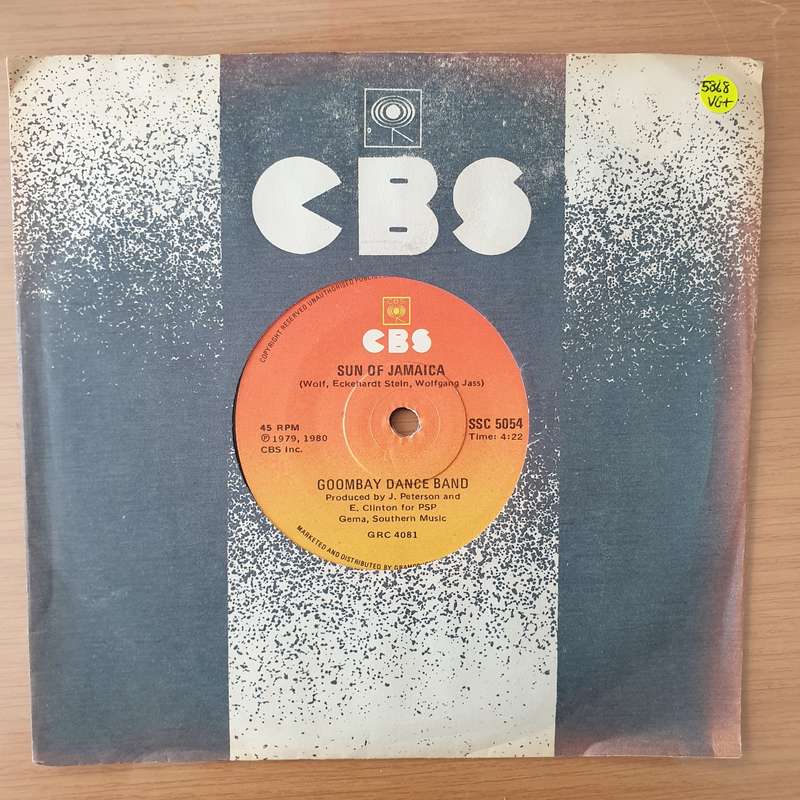 5868
VG+
CBS
COPYRIGHT RESERVED UNAUTHORISED
CBS
CBS
SUN OF JAMAICA
(Wolf, Eckehardt Stein, Wolfgang Jass)
45 RPM
℗ 1979, 1980
CBS Inc.
SSC 5054
Time: 4:22
GOOMBAY DANCE BAND
Produced by J. Peterson and
E. Clinton for PSP
Gema, Southern Music
GRC 4081
MARKETED AND DISTRIBUTED BY